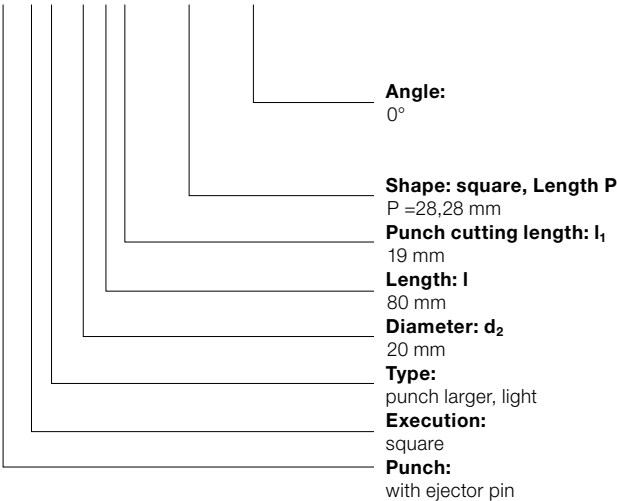 Angle:
0°
Shape: square, Length P
P =28,28 mm
Punch cutting length: l₁
19 mm
Length: l
80 mm
Diameter: d₂
20 mm
Type:
punch larger, light
Execution:
square
Punch:
with ejector pin